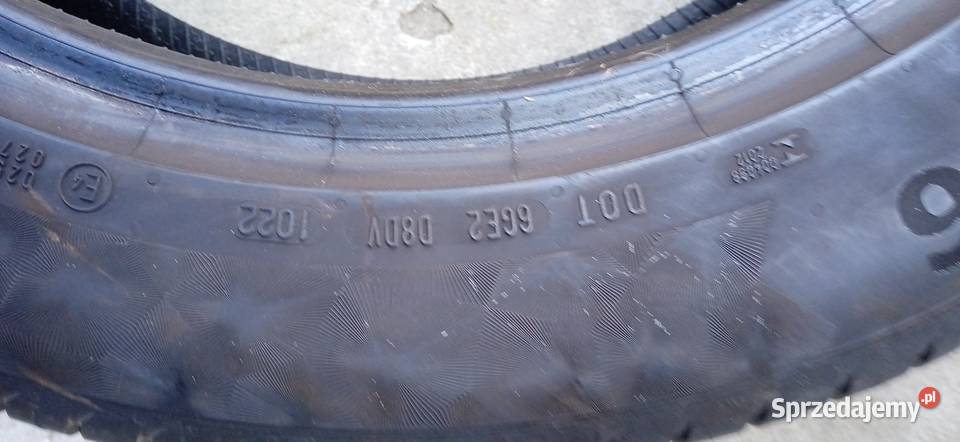 DOT 6GE2 D8DV 1022
E4
Sprzedajemy.pl